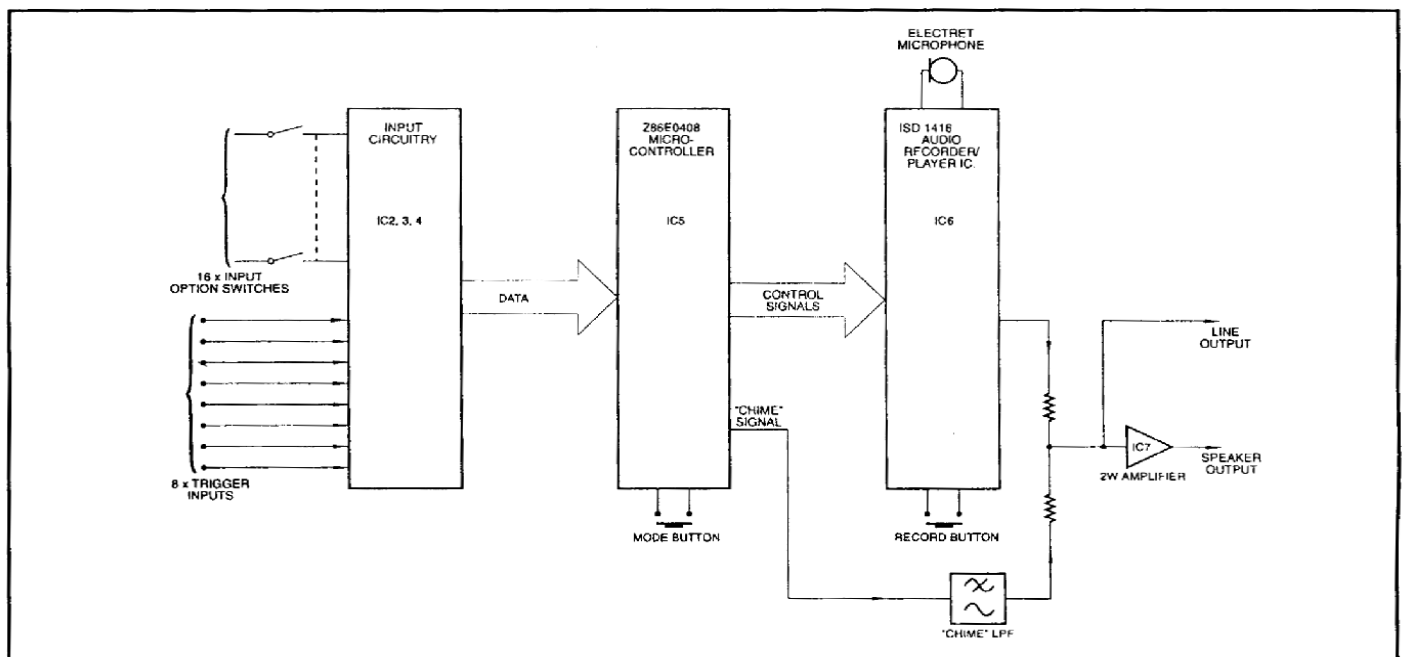 ELECTRET
MICROPHONE
INPUT
CIRCUITRY
IC2, 3, 4
16 x INPUT
OPTION SWITCHES
8 x TRIGGER
INPUTS
DATA
Z86E0408
MICRO-
CONTROLLER
IC5
"CHIME"
SIGNAL
MODE BUTTON
CONTROL
SIGNALS
ISD 1416
AUDIO
RECORDER/
PLAYER IC.
IC6
RECORD BUTTON
LINE
OUTPUT
IC7
2W AMPLIFIER
SPEAKER
OUTPUT
"CHIME" LPF